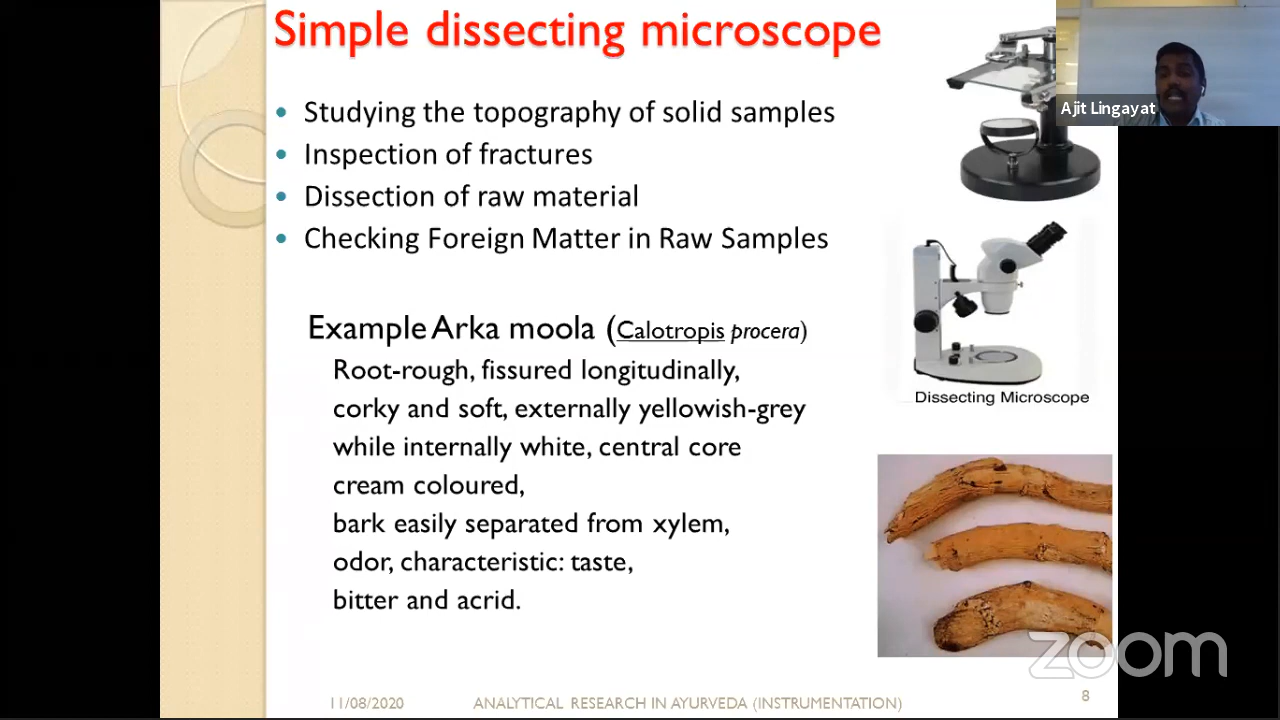 Simple dissecting microscope
Ajit Lingayat
Studying the topography of solid samples
Inspection of fractures
Dissection of raw material
Checking Foreign Matter in Raw Samples
Example Arka moola (Calotropis procera)
Root-rough, fissured longitudinally,
corky and soft, externally yellowish-grey
while internally white, central core
cream coloured,
bark easily separated from xylem,
odor, characteristic: taste,
bitter and acrid.
Dissecting Microscope
zoom
11/08/2020
ANALYTICAL RESEARCH IN AYURVEDA (INSTRUMENTATION)
8